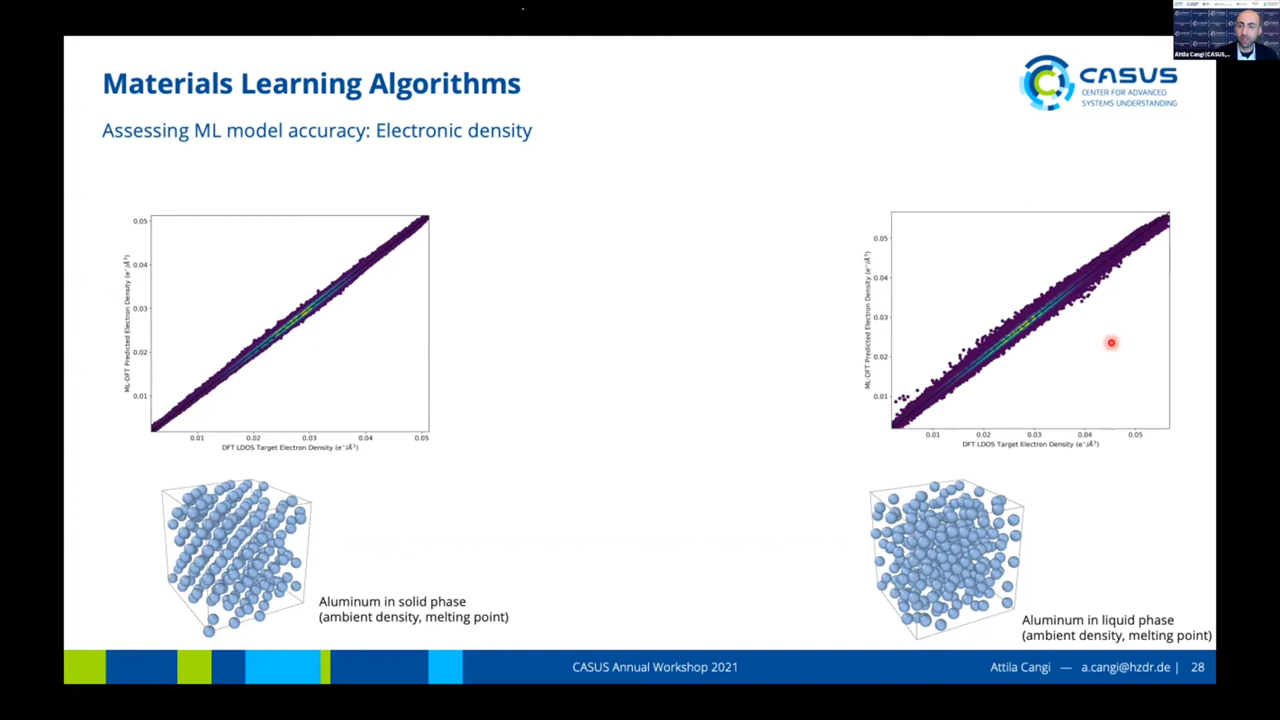 Attila Cangi (CASUS,...
Materials Learning Algorithms
CASUS
CENTER FOR ADVANCED
SYSTEMS UNDERSTANDING
Assessing ML model accuracy: Electronic density
0.05
0.04
0.03
0.02
0.01
ML-DFT Predicted Electron Density (e⁻/Å³)
0.01 0.02 0.03 0.04 0.05
DFT LDOS Target Electron Density (e⁻/Å³)
0.05
0.04
0.03
0.02
0.01
ML-DFT Predicted Electron Density (e⁻/Å³)
0.01 0.02 0.03 0.04 0.05
DFT LDOS Target Electron Density (e⁻/Å³)
Aluminum in solid phase
(ambient density, melting point)
Aluminum in liquid phase
(ambient density, melting point)
CASUS Annual Workshop 2021
Attila Cangi — a.cangi@hzdr.de | 28